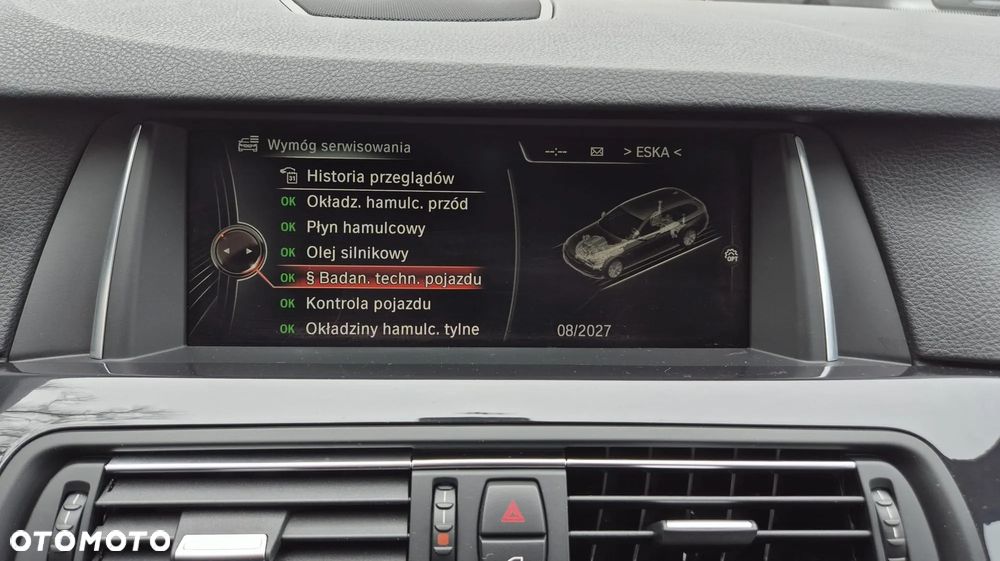 Wymóg serwisowania
--:--
> ESKA <
31
Historia przeglądów
OK Okładz. hamulc. przód
OK Płyn hamulcowy
OK Olej silnikowy
OK § Badan. techn. pojazdu
OK Kontrola pojazdu
OK Okładziny hamulc. tylne
OPT
08/2027
OTOMOTO